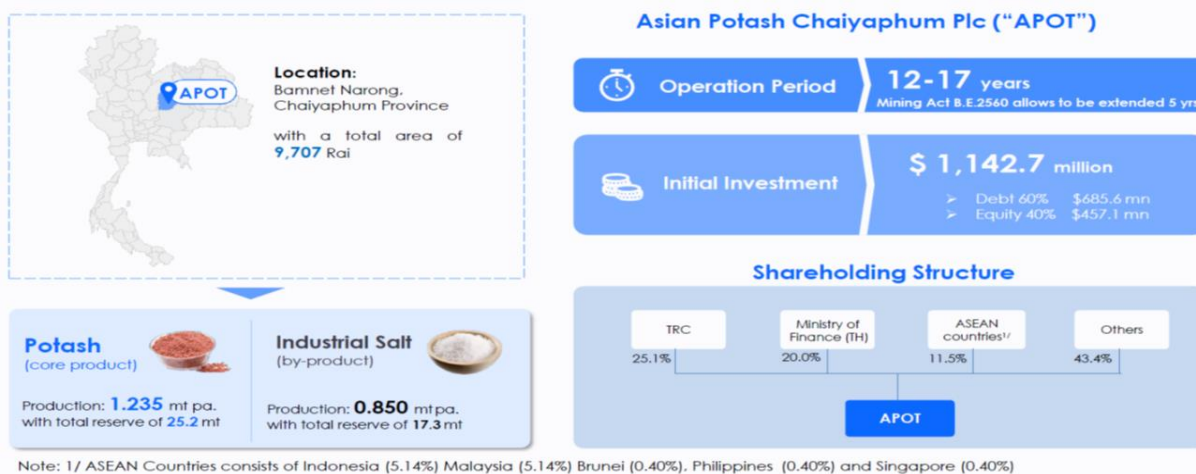 Asian Potash Chaiyaphum Plc (“APOT”)
APOT
Location:
Bamnet Narong,
Chaiyaphum Province
with a total area of
9,707 Rai
Operation Period
12-17 years
Mining Act B.E.2560 allows to be extended 5 yrs
Initial Investment
$ 1,142.7 million
➢ Debt 60% $685.6 mn
➢ Equity 40% $457.1 mn
Potash
(core product)
Production: 1.235 mt pa.
with total reserve of 25.2 mt
Industrial Salt
(by-product)
Production: 0.850 mt pa.
with total reserve of 17.3 mt
Shareholding Structure
TRC
25.1%
Ministry of
Finance (TH)
20.0%
ASEAN
countries1/
11.5%
Others
43.4%
APOT
Note: 1/ ASEAN Countries consists of Indonesia (5.14%) Malaysia (5.14%) Brunei (0.40%), Philippines (0.40%) and Singapore (0.40%)